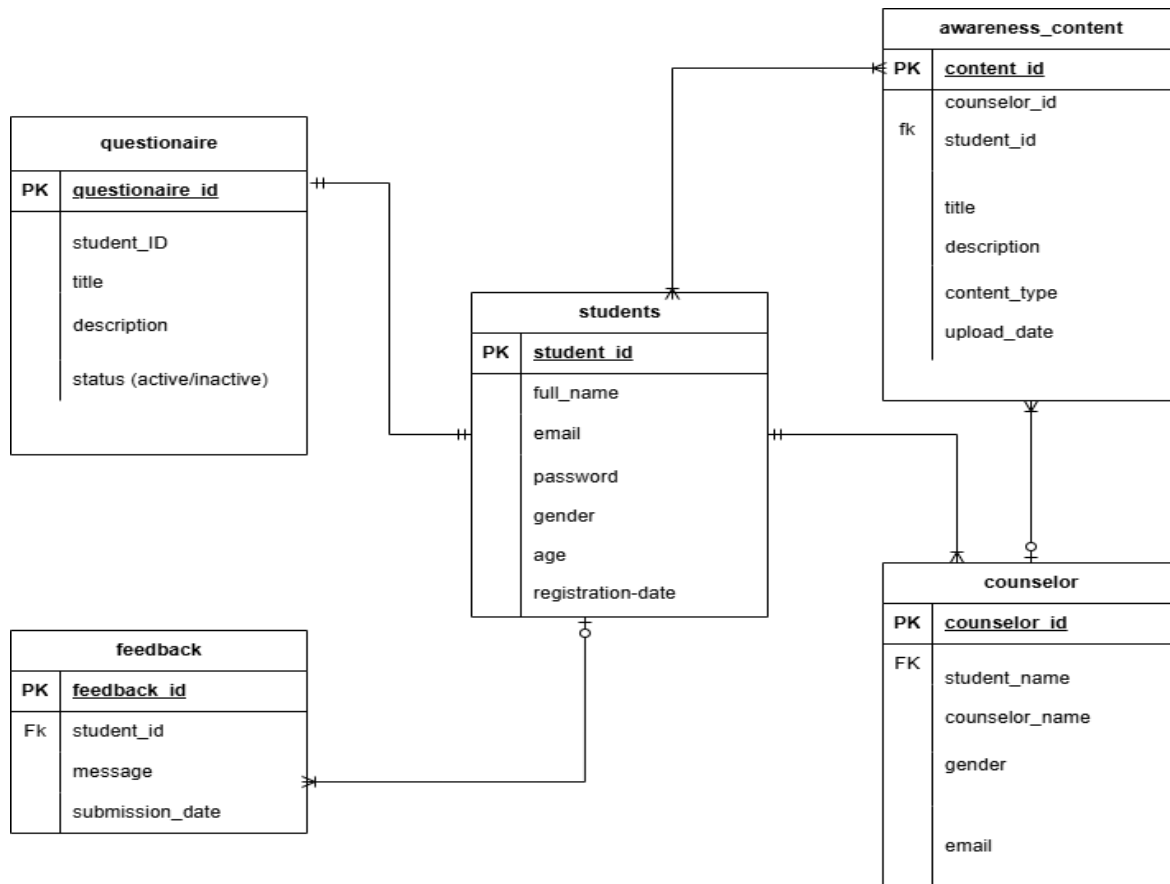 awareness_content
PK content_id
counselor_id
fk
student_id
title
description
content_type
upload_date
questionaire
PK questionaire_id
student_ID
title
description
status (active/inactive)
students
PK student_id
full_name
email
password
gender
age
registration-date
feedback
PK feedback_id
Fk student_id
message
submission_date
counselor
PK counselor_id
FK
student_name
counselor_name
gender
email